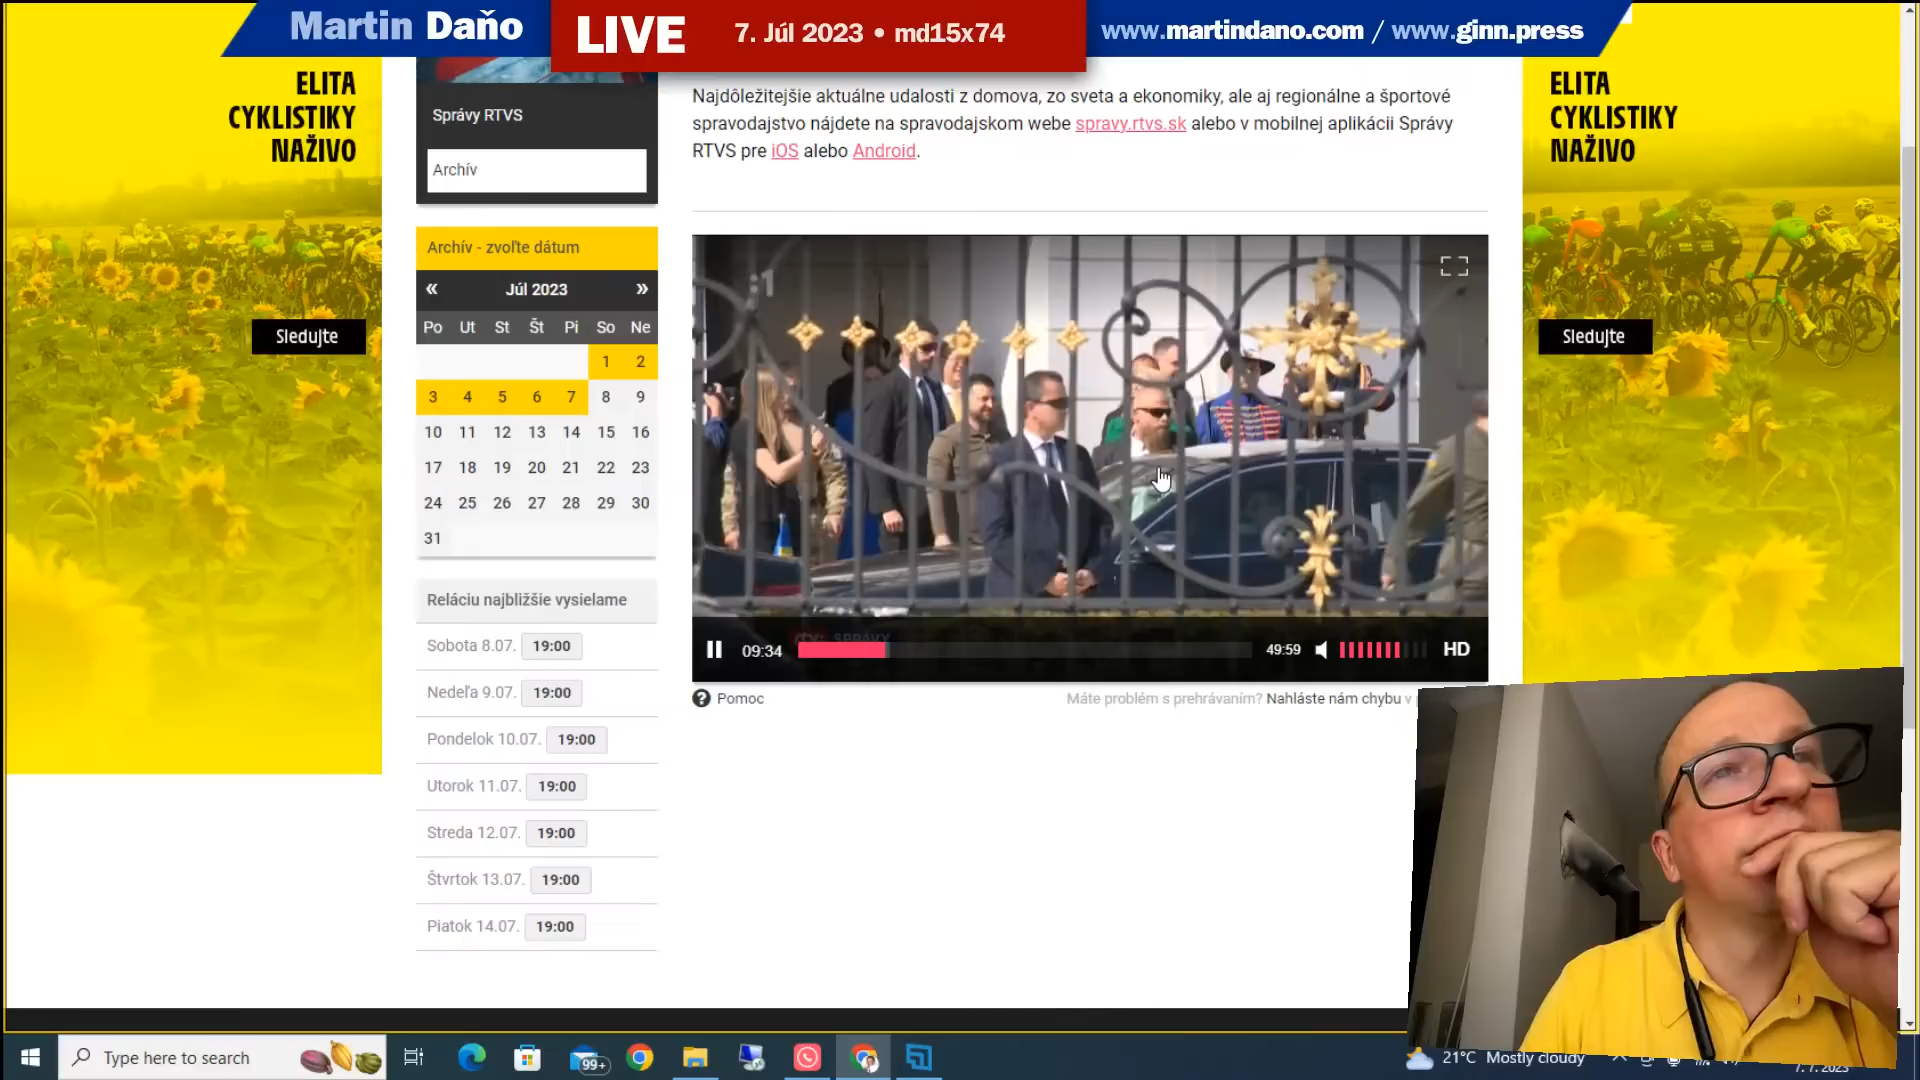 Martin Daňo
LIVE
7. Júl 2023 • md15x74
www.martindano.com / www.ginn.press
ELITA
CYKLISTIKY
NAŽIVO
Sledujte
Správy RTVS
Archív
Archív - zvoľte dátum
« Júl 2023 »
Po Ut St Št Pi So Ne
1 2
3 4 5 6 7 8 9
10 11 12 13 14 15 16
17 18 19 20 21 22 23
24 25 26 27 28 29 30
31
Reláciu najbližšie vysielame
Sobota 8.07. 19:00
Nedeľa 9.07. 19:00
Pondelok 10.07. 19:00
Utorok 11.07. 19:00
Streda 12.07. 19:00
Štvrtok 13.07. 19:00
Piatok 14.07. 19:00
Najdôležitejšie aktuálne udalosti z domova, zo sveta a ekonomiky, ale aj regionálne a športové
spravodajstvo nájdete na spravodajskom webe spravy.rtvs.sk alebo v mobilnej aplikácii Správy
RTVS pre iOS alebo Android.
:1
SPRÁVY
09:34
49:59
HD
Pomoc
Máte problém s prehrávaním? Nahláste nám chybu v
ELITA
CYKLISTIKY
NAŽIVO
Sledujte
Type here to search
99+
21°C Mostly cloudy
7. 7. 2023